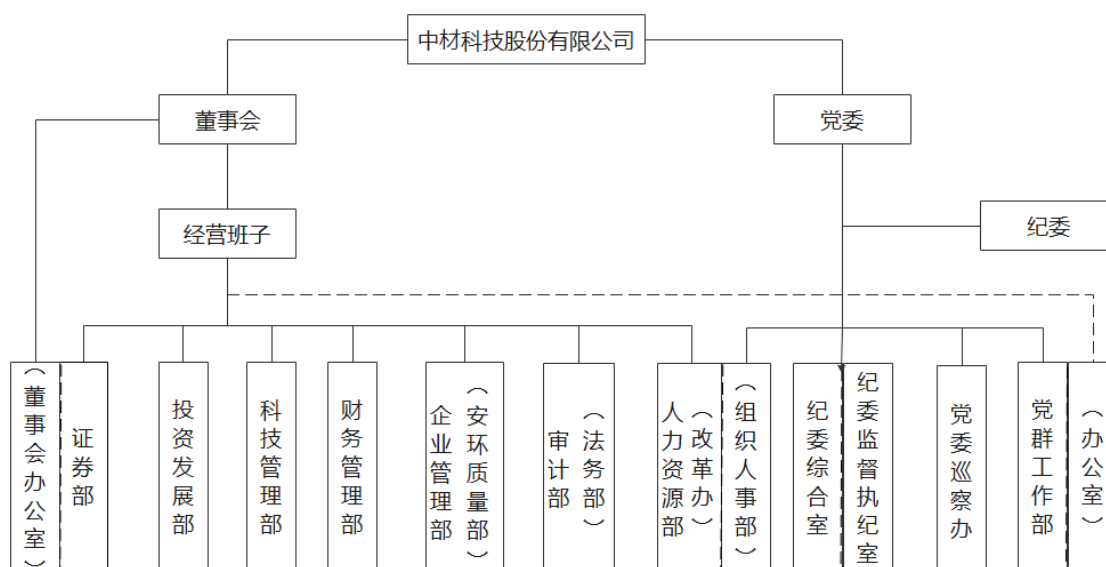 中材科技股份有限公司
董事会
党委
经营班子
纪委
（董事会办公室）
证券部
投资发展部
科技管理部
财务管理部
企业管理部
（安环质量部）
审计部
（法务部）
人力资源部
（改革办）
（组织人事部）
纪委综合室
纪委监督执纪室
党委巡察办
党群工作部
（办公室）